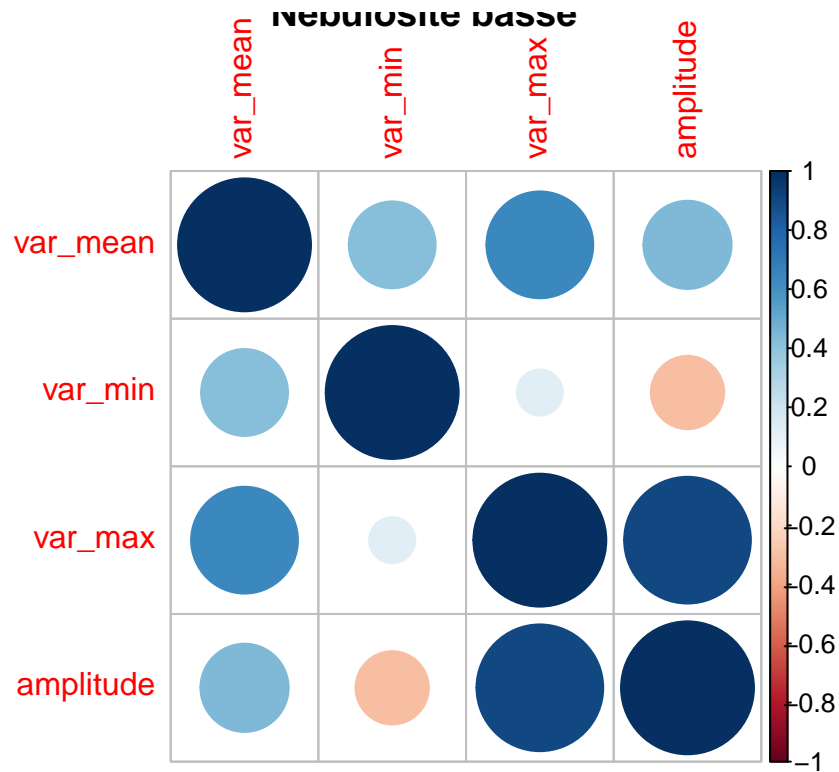 Nébulosité basse
var_mean
var_min
var_max
amplitude
var_mean
var_min
var_max
amplitude
1
0.8
0.6
0.4
0.2
0
−0.2
−0.4
−0.6
−0.8
−1